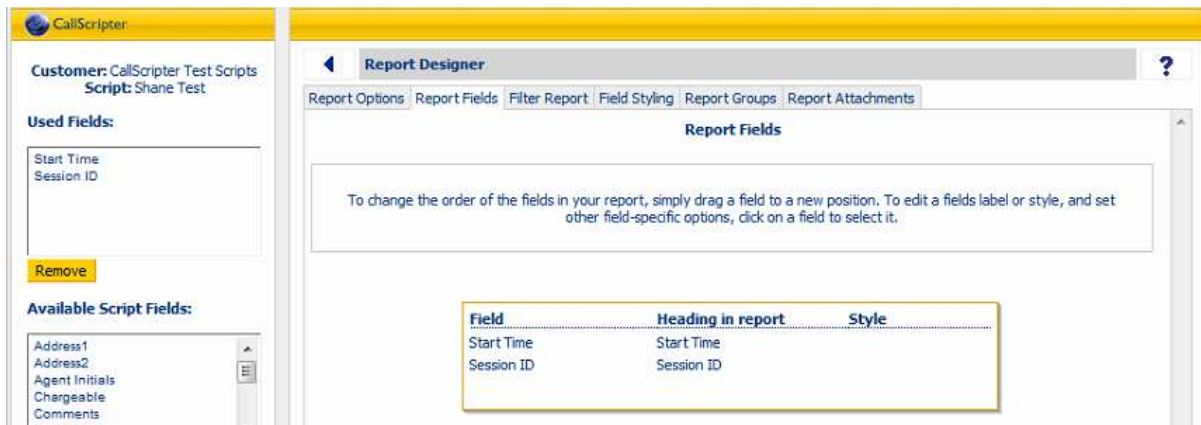 CallScripter
Customer: CallScripter Test Scripts
Script: Shane Test
Used Fields:
Start Time
Session ID
Remove
Available Script Fields:
Address1
Address2
Agent Initials
Chargeable
Comments
Report Designer
?
Report Options Report Fields Filter Report Field Styling Report Groups Report Attachments
Report Fields
To change the order of the fields in your report, simply drag a field to a new position. To edit a fields label or style, and set
other field-specific options, click on a field to select it.
Field Heading in report Style
Start Time Start Time
Session ID Session ID